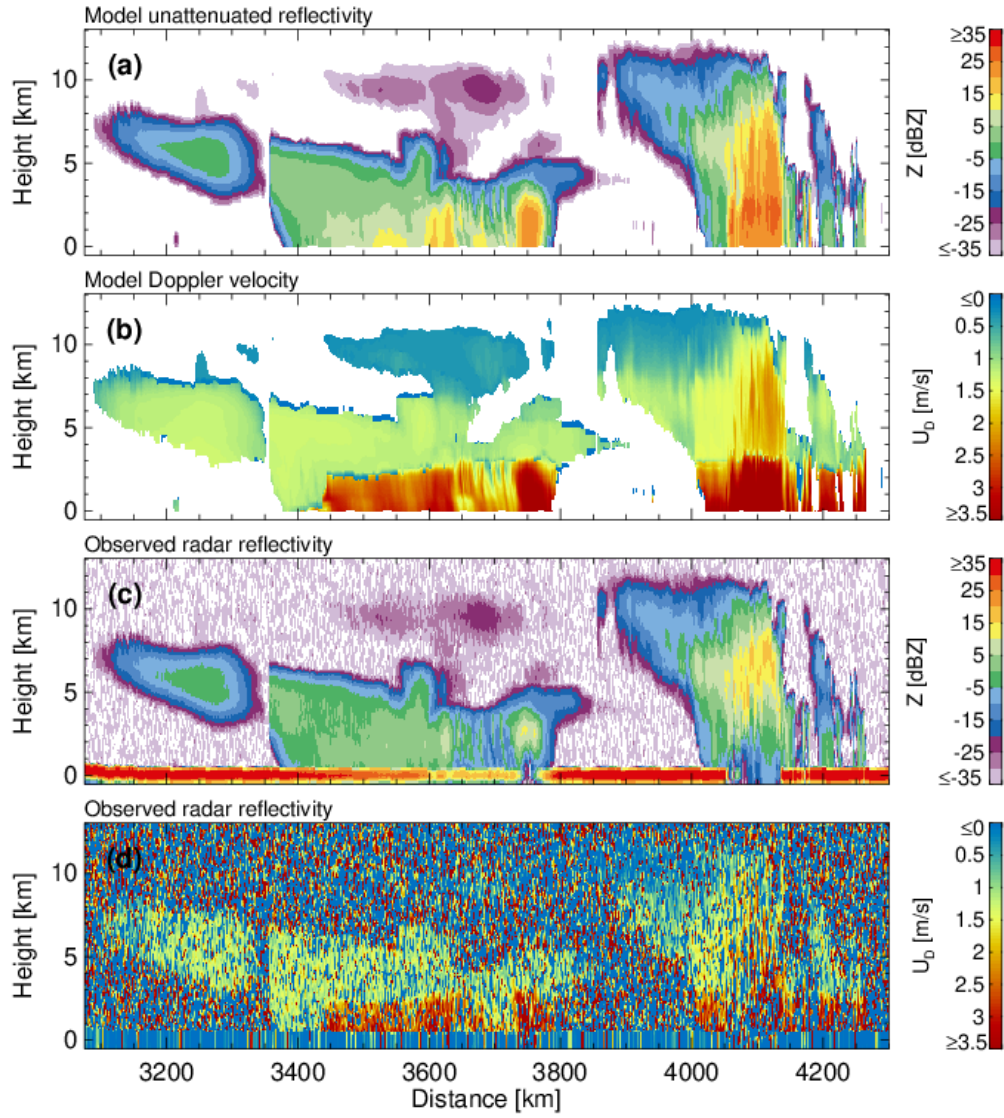 Model unattenuated reflectivity
(a)
Height [km]
10
5
0
≥35
25
15
5
-5
-15
-25
≤-35
Z [dBZ]
Model Doppler velocity
(b)
Height [km]
10
5
0
≤0
0.5
1
1.5
2
2.5
3
≥3.5
U_D [m/s]
Observed radar reflectivity
(c)
Height [km]
10
5
0
≥35
25
15
5
-5
-15
-25
≤-35
Z [dBZ]
Observed radar reflectivity
(d)
Height [km]
10
5
0
≤0
0.5
1
1.5
2
2.5
3
≥3.5
U_D [m/s]
3200 3400 3600 3800 4000 4200
Distance [km]